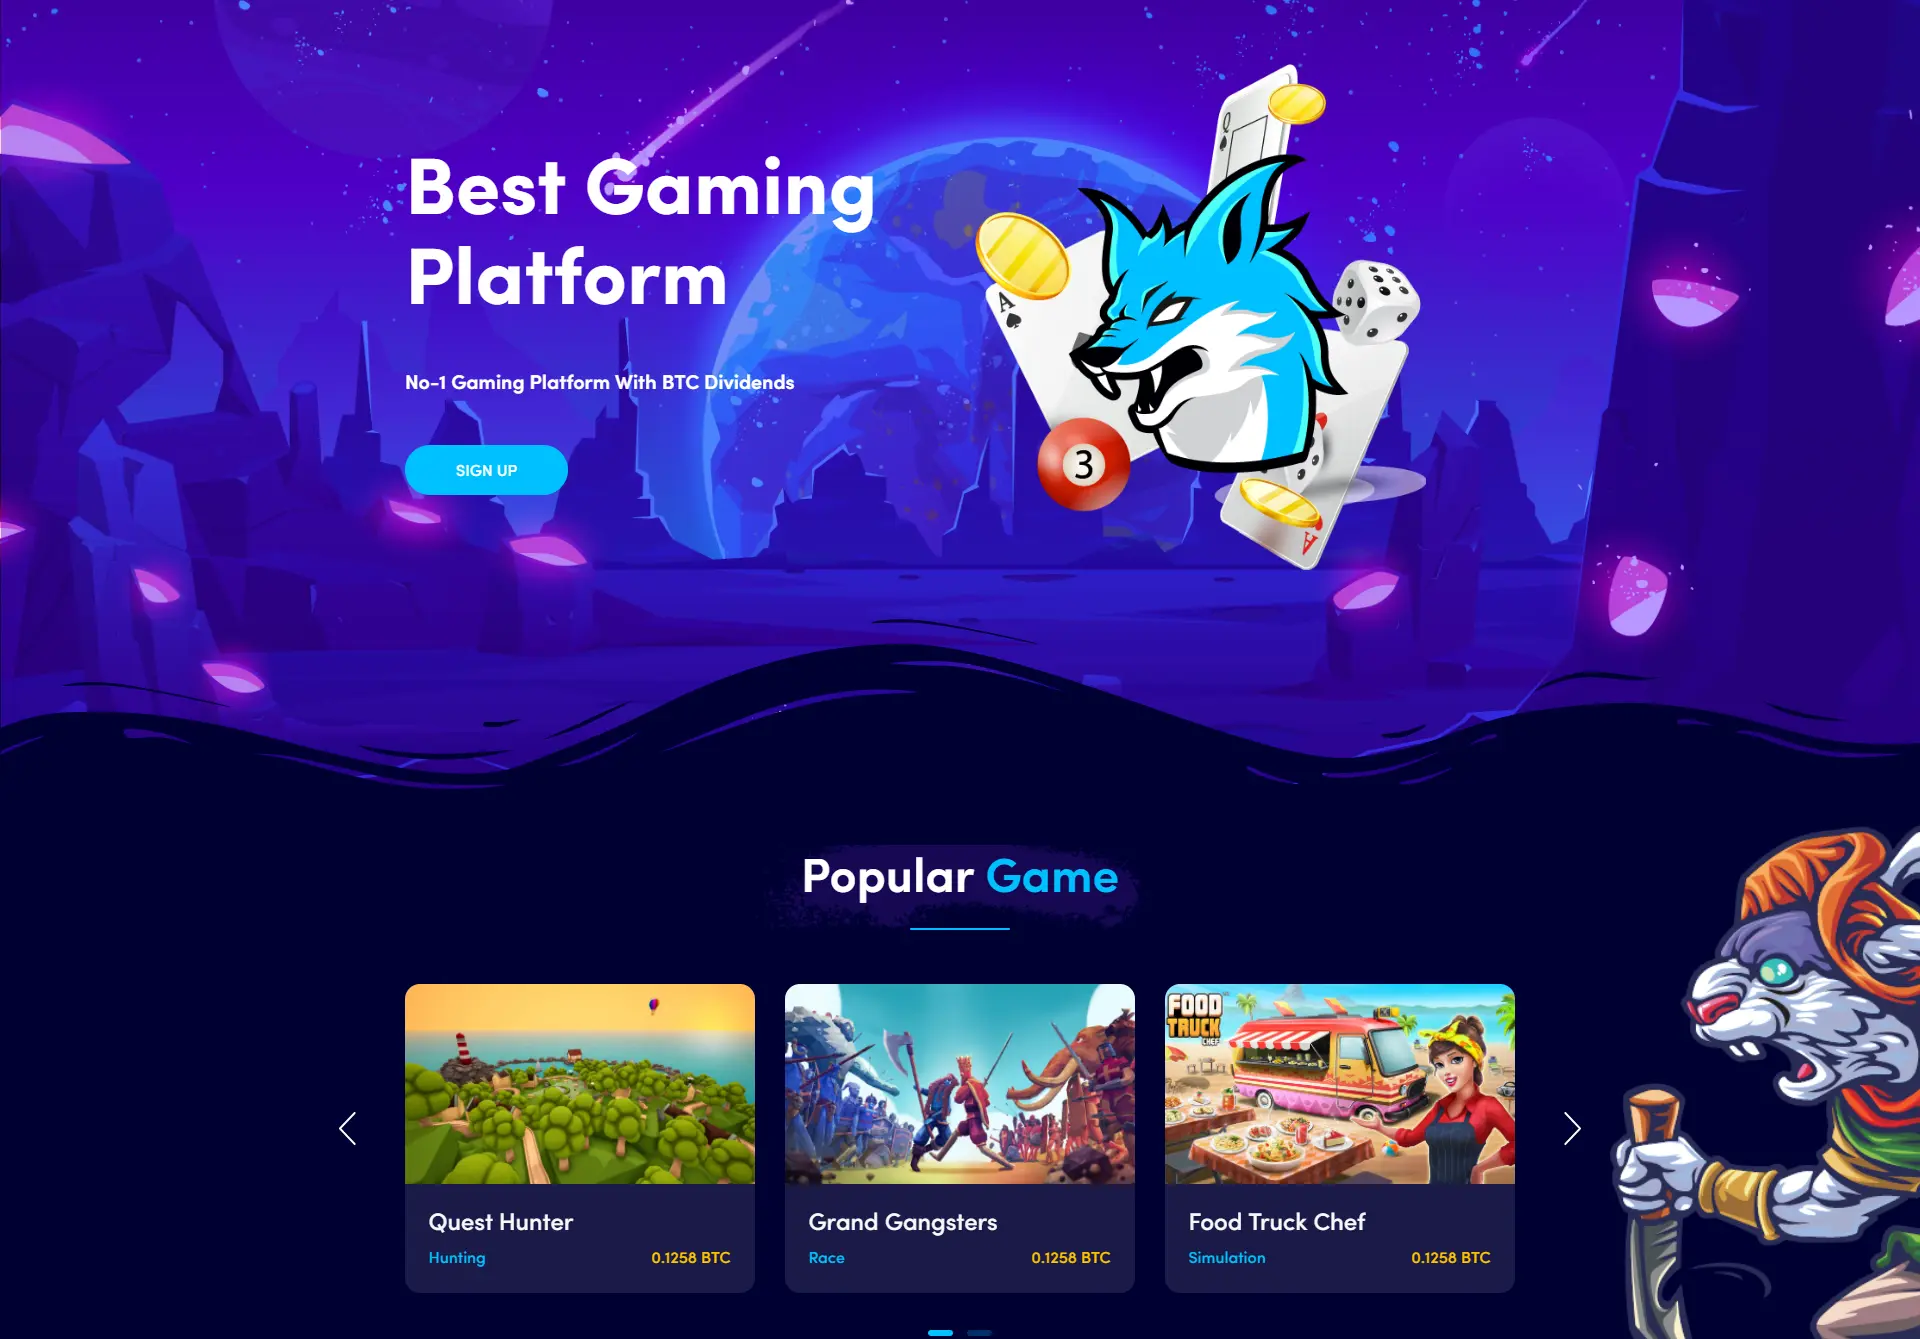 Best Gaming
Platform
No-1 Gaming Platform With BTC Dividends
SIGN UP
Q
A
3
A
Popular Game
FOOD
TRUCK
CHEF
Quest Hunter
Hunting 0.1258 BTC
Grand Gangsters
Race 0.1258 BTC
Food Truck Chef
Simulation 0.1258 BTC